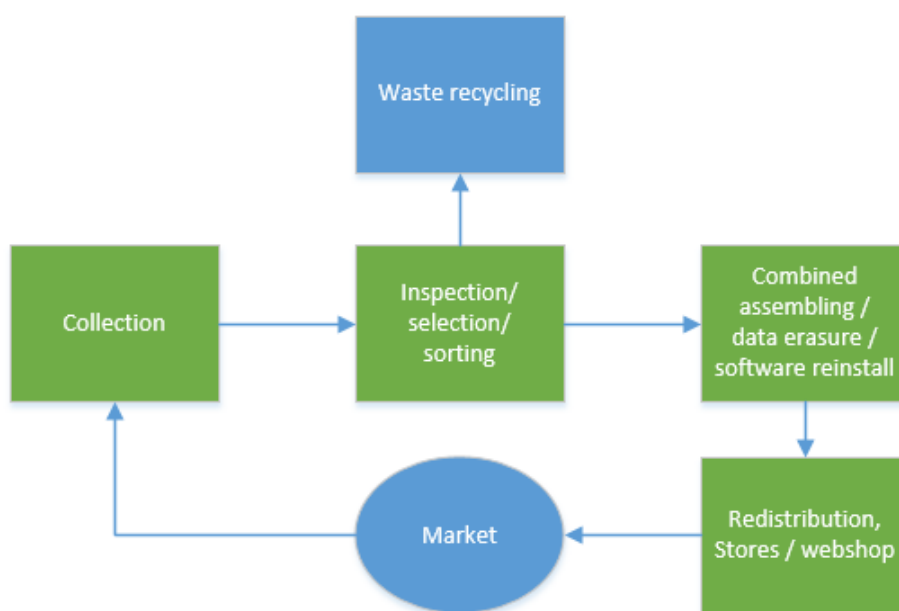 Waste recycling
Collection
Inspection/
selection/
sorting
Combined
assembling /
data erasure /
software reinstall
Market
Redistribution,
Stores / webshop